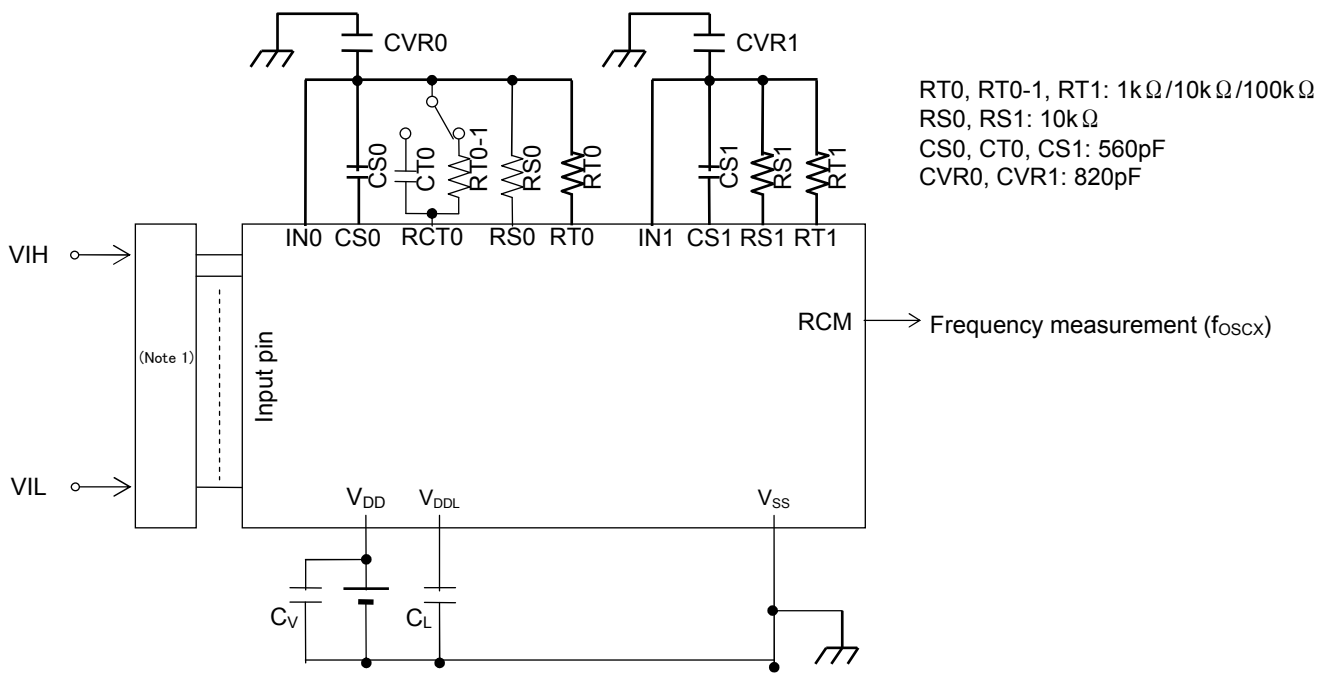 CVR0
CVR1
RT0, RT0-1, RT1: 1kΩ/10kΩ/100kΩ
RS0, RS1: 10kΩ
CS0, CT0, CS1: 560pF
CVR0, CVR1: 820pF
CS0
CT0
RT0-1
RS0
RT0
CS1
RS1
RT1
IN0 CS0 RCT0 RS0 RT0
IN1 CS1 RS1 RT1
VIH
(Note 1)
Input pin
RCM
Frequency measurement (fOSCX)
VIL
VDD
VDDL
VSS
CV
CL